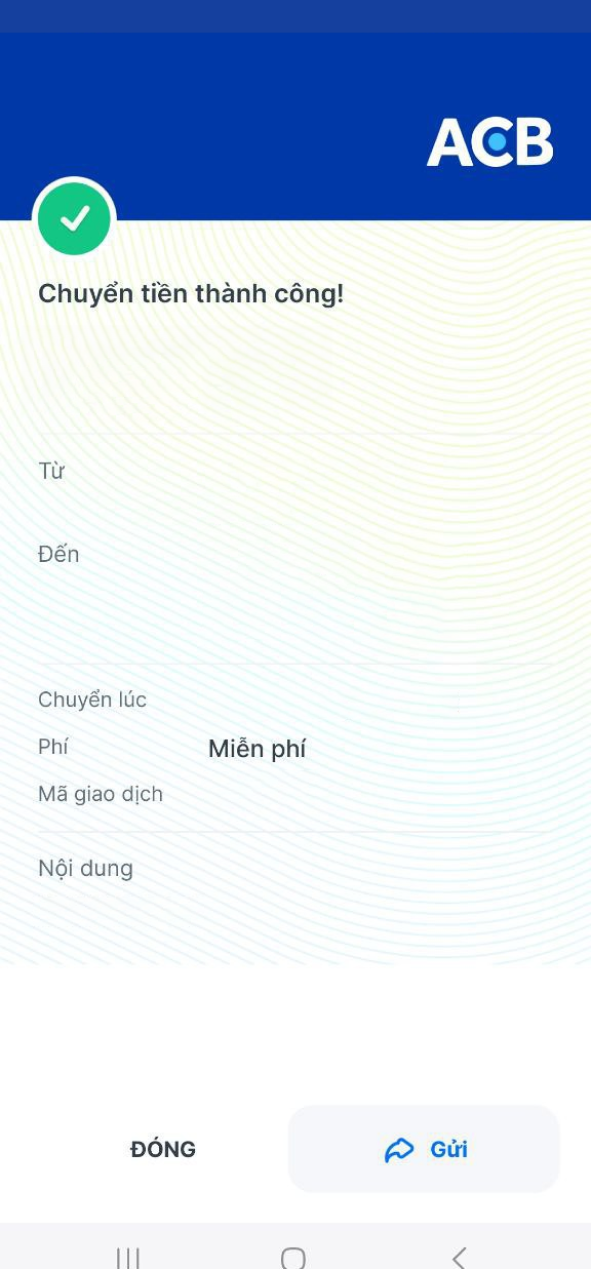 ACB
Chuyển tiền thành công!
Từ
Đến
Chuyển lúc
Phí Miễn phí
Mã giao dịch
Nội dung
ĐÓNG Gửi